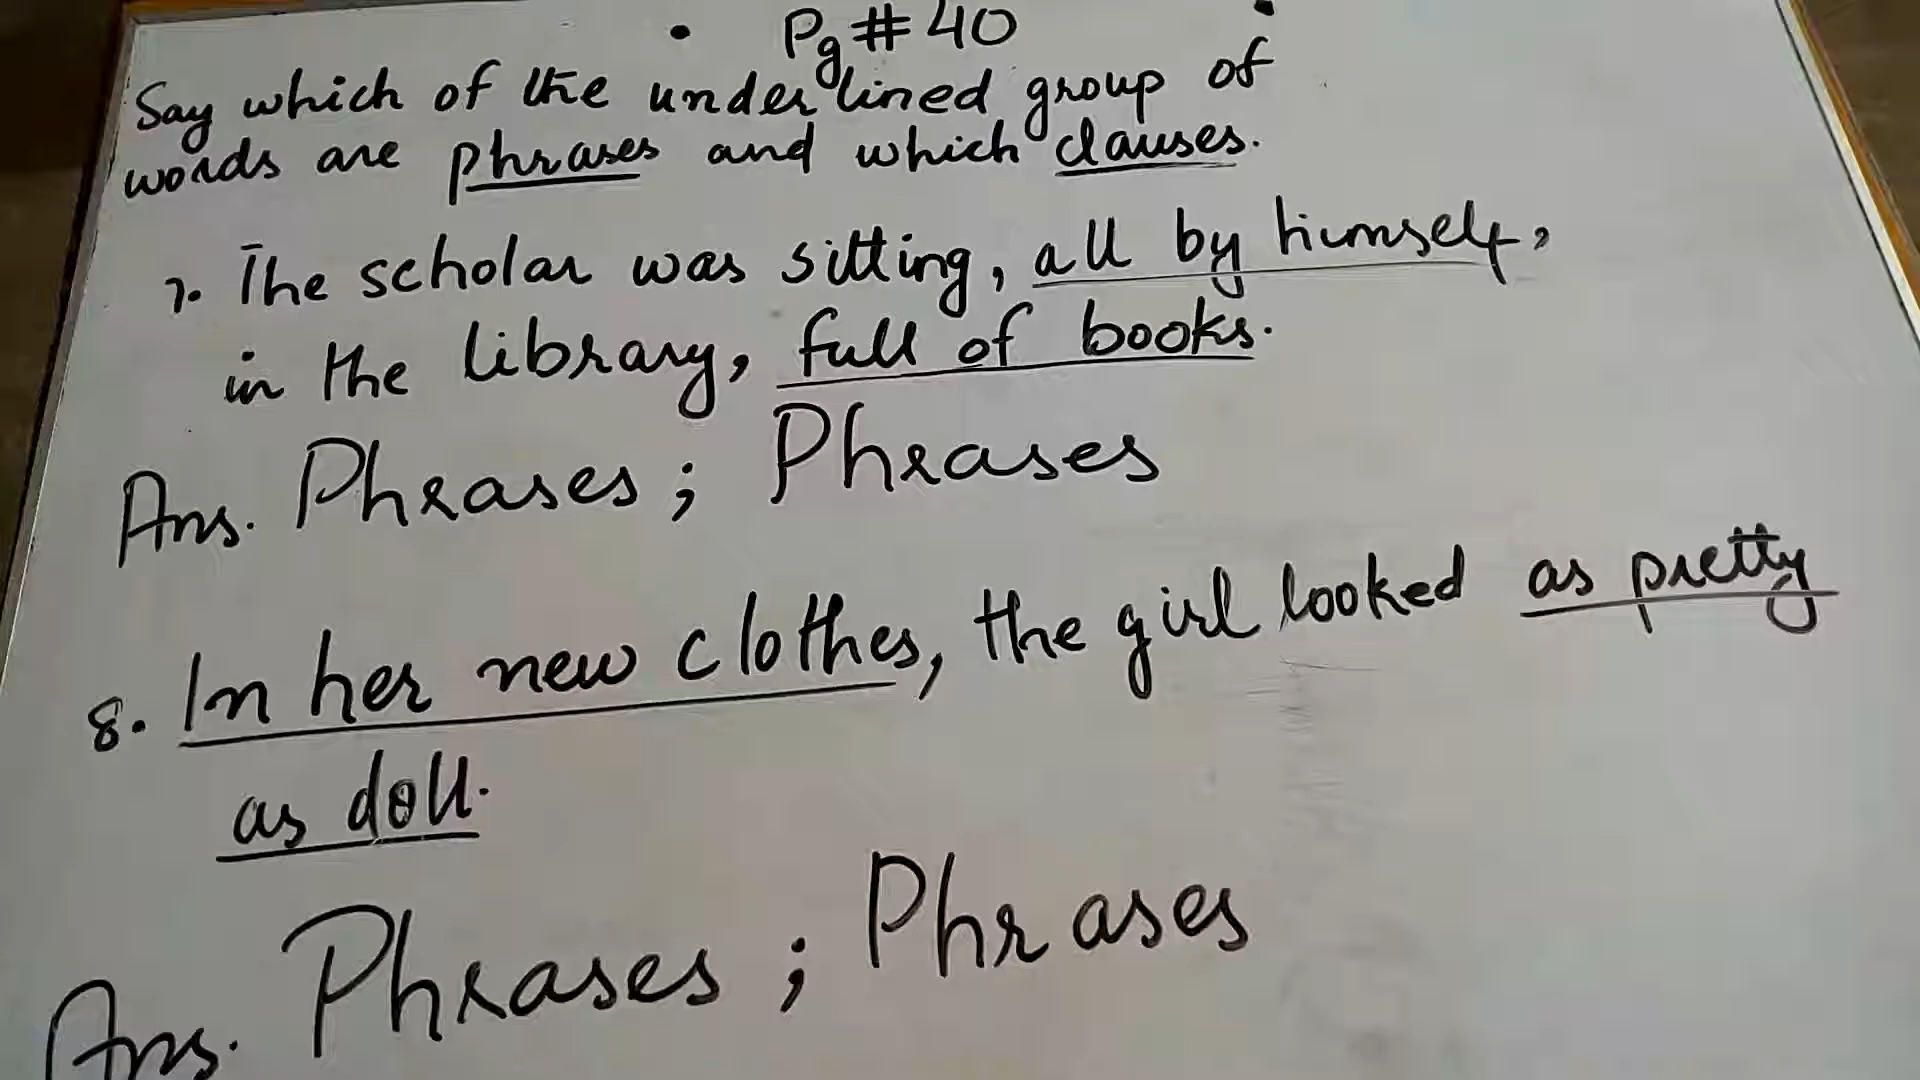 Pg # 40
Say which of the underlined group of
words are phrases and which clauses.
7. The scholar was sitting, all by himself,
in the library, full of books.
Ans. Phrases ; Phrases
8. In her new clothes, the girl looked as pretty
as doll.
Ans. Phrases ; Phrases